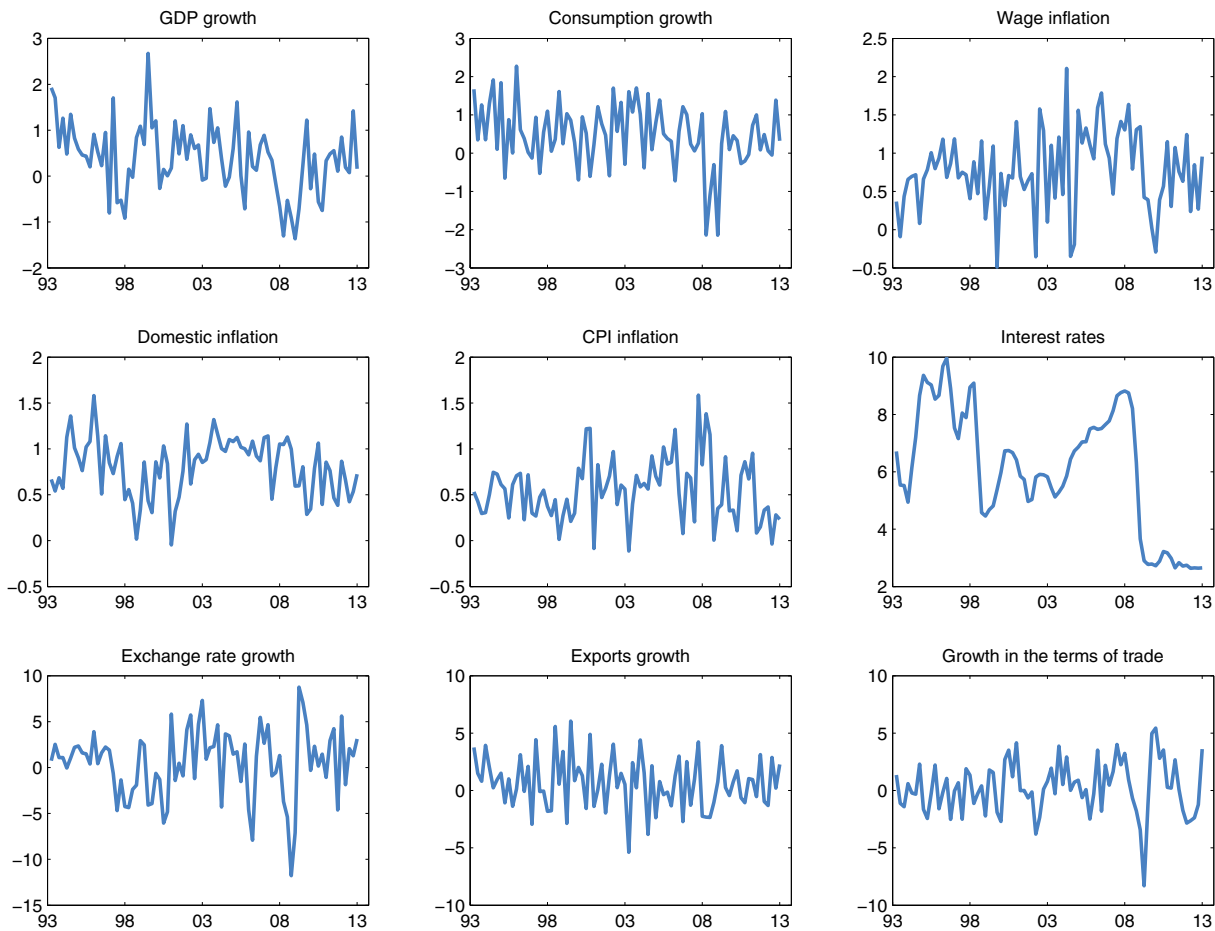 GDP growth
3
2
1
0
−1
−2
93 98 03 08 13
Consumption growth
3
2
1
0
−1
−2
−3
93 98 03 08 13
Wage inflation
2.5
2
1.5
1
0.5
0
−0.5
93 98 03 08 13
Domestic inflation
2
1.5
1
0.5
0
−0.5
93 98 03 08 13
CPI inflation
2
1.5
1
0.5
0
−0.5
93 98 03 08 13
Interest rates
10
8
6
4
2
93 98 03 08 13
Exchange rate growth
10
5
0
−5
−10
−15
93 98 03 08 13
Exports growth
10
5
0
−5
−10
93 98 03 08 13
Growth in the terms of trade
10
5
0
−5
−10
93 98 03 08 13